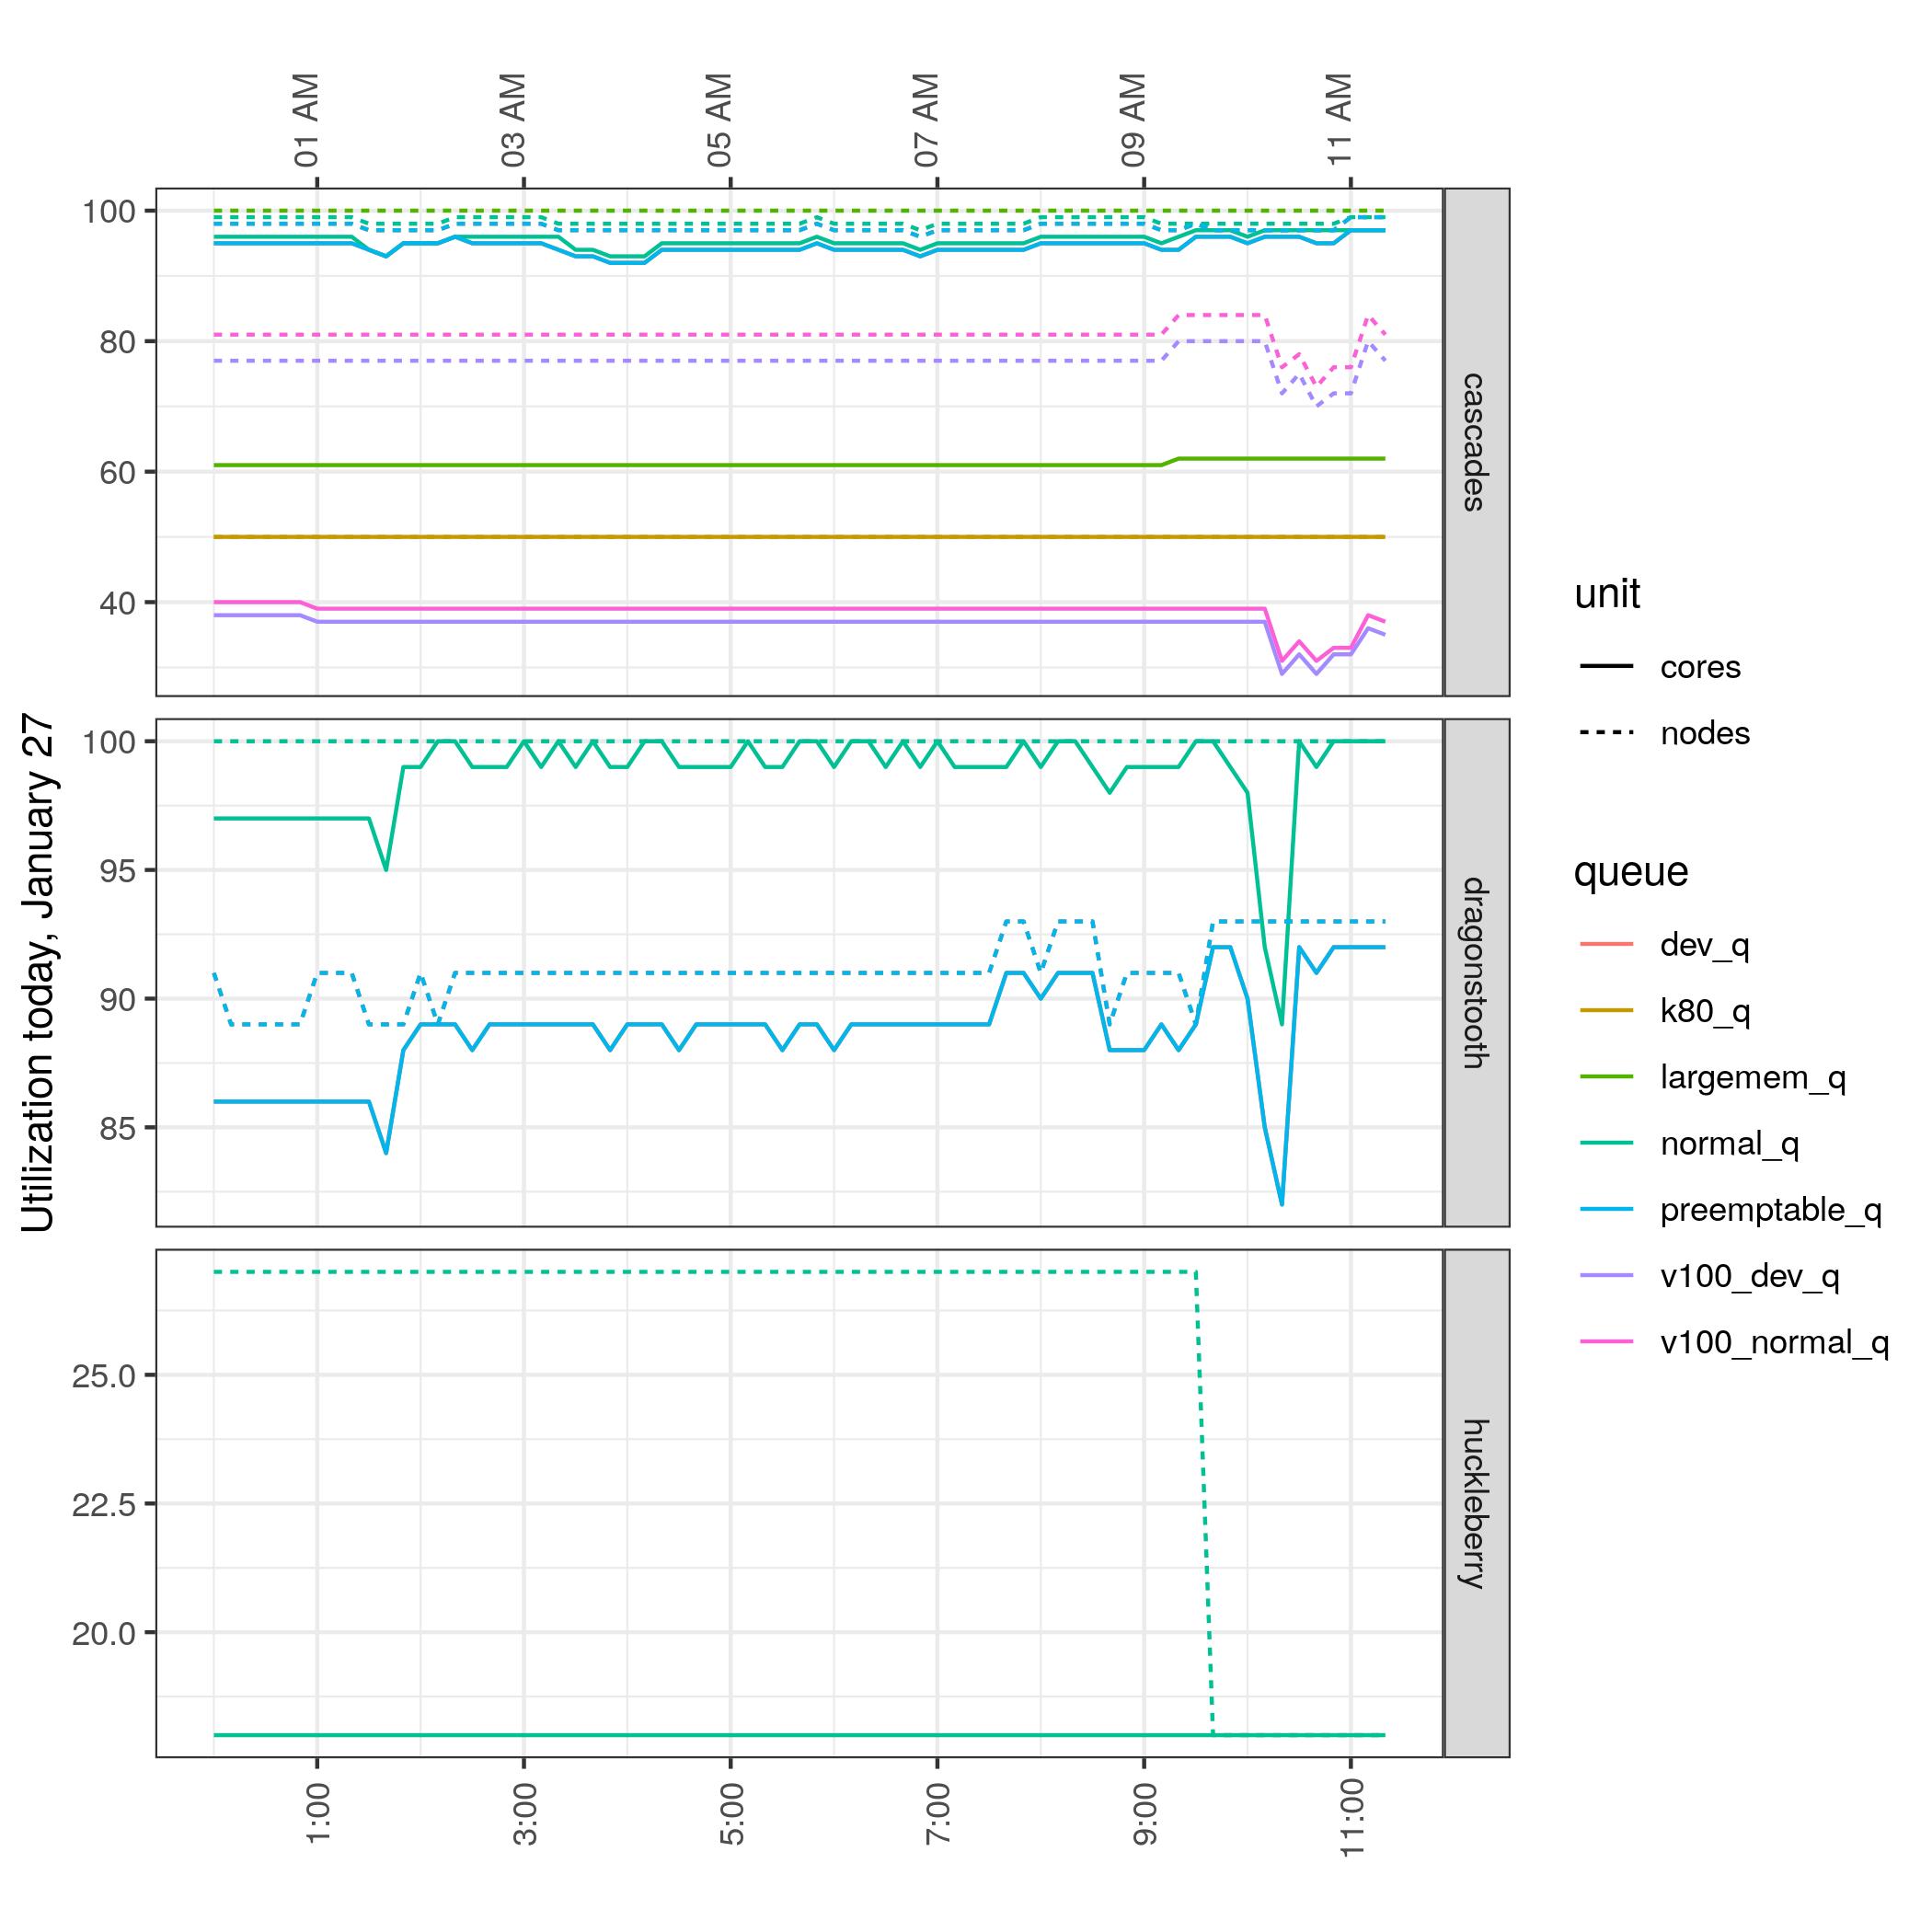 01 AM
03 AM
05 AM
07 AM
09 AM
11 AM
Utilization today, January 27
100
80
60
40
cascades
100
95
90
85
dragonstooth
25.0
22.5
20.0
huckleberry
1:00
3:00
5:00
7:00
9:00
11:00
unit
cores
nodes
queue
dev_q
k80_q
largemem_q
normal_q
preemptable_q
v100_dev_q
v100_normal_q